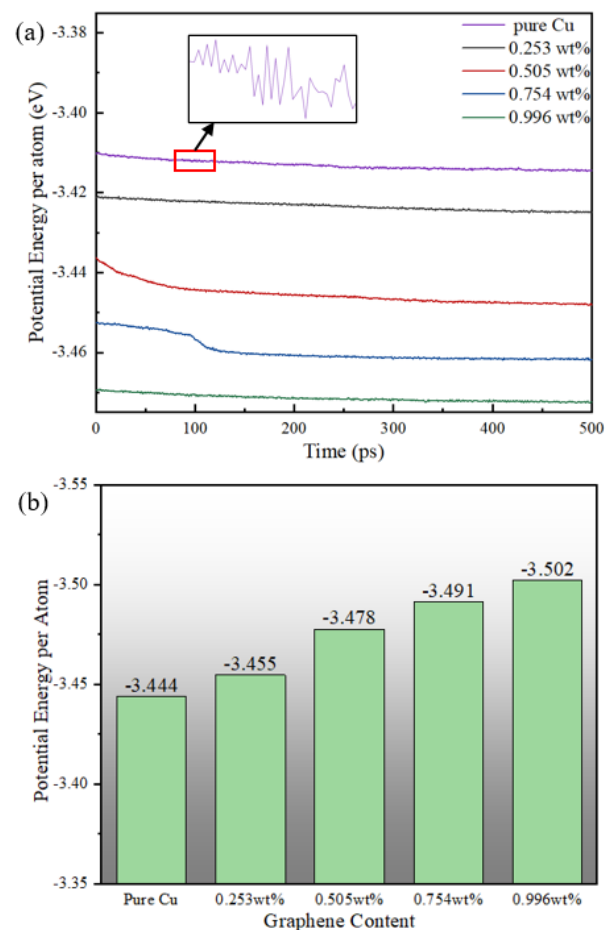 (a)
pure Cu
0.253 wt%
0.505 wt%
0.754 wt%
0.996 wt%
-3.38
-3.40
-3.42
-3.44
-3.46
Potential Energy per atom (eV)
0 100 200 300 400 500
Time (ps)
(b)
-3.55
-3.50
-3.45
-3.40
-3.35
Potential Energy per Atom
-3.444
-3.455
-3.478
-3.491
-3.502
Pure Cu 0.253wt% 0.505wt% 0.754wt% 0.996wt%
Graphene Content